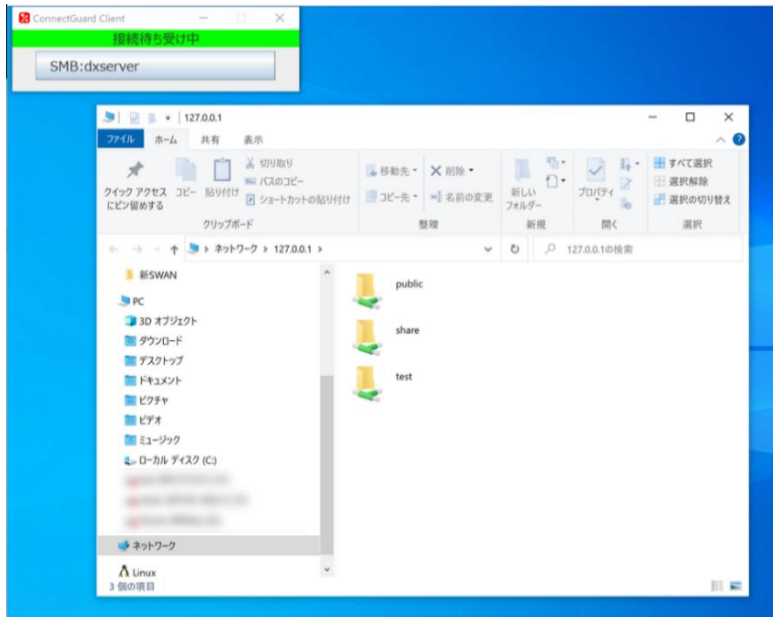 ConnectGuard Client
接続待ち受け中
SMB:dxserver
127.0.0.1
ファイル ホーム 共有 表示
クイック アクセス
にピン留めする
コピー
貼り付け
切り取り
パスのコピー
ショートカットの貼り付け
クリップボード
移動先
コピー先
削除
名前の変更
整理
新しい
フォルダー
新規
プロパティ
開く
すべて選択
選択解除
選択の切り替え
選択
ネットワーク › 127.0.0.1 ›
127.0.0.1の検索
新SWAN
PC
3D オブジェクト
ダウンロード
デスクトップ
ドキュメント
ピクチャ
ビデオ
ミュージック
ローカル ディスク (C:)
ネットワーク
Linux
public
share
test
3 個の項目